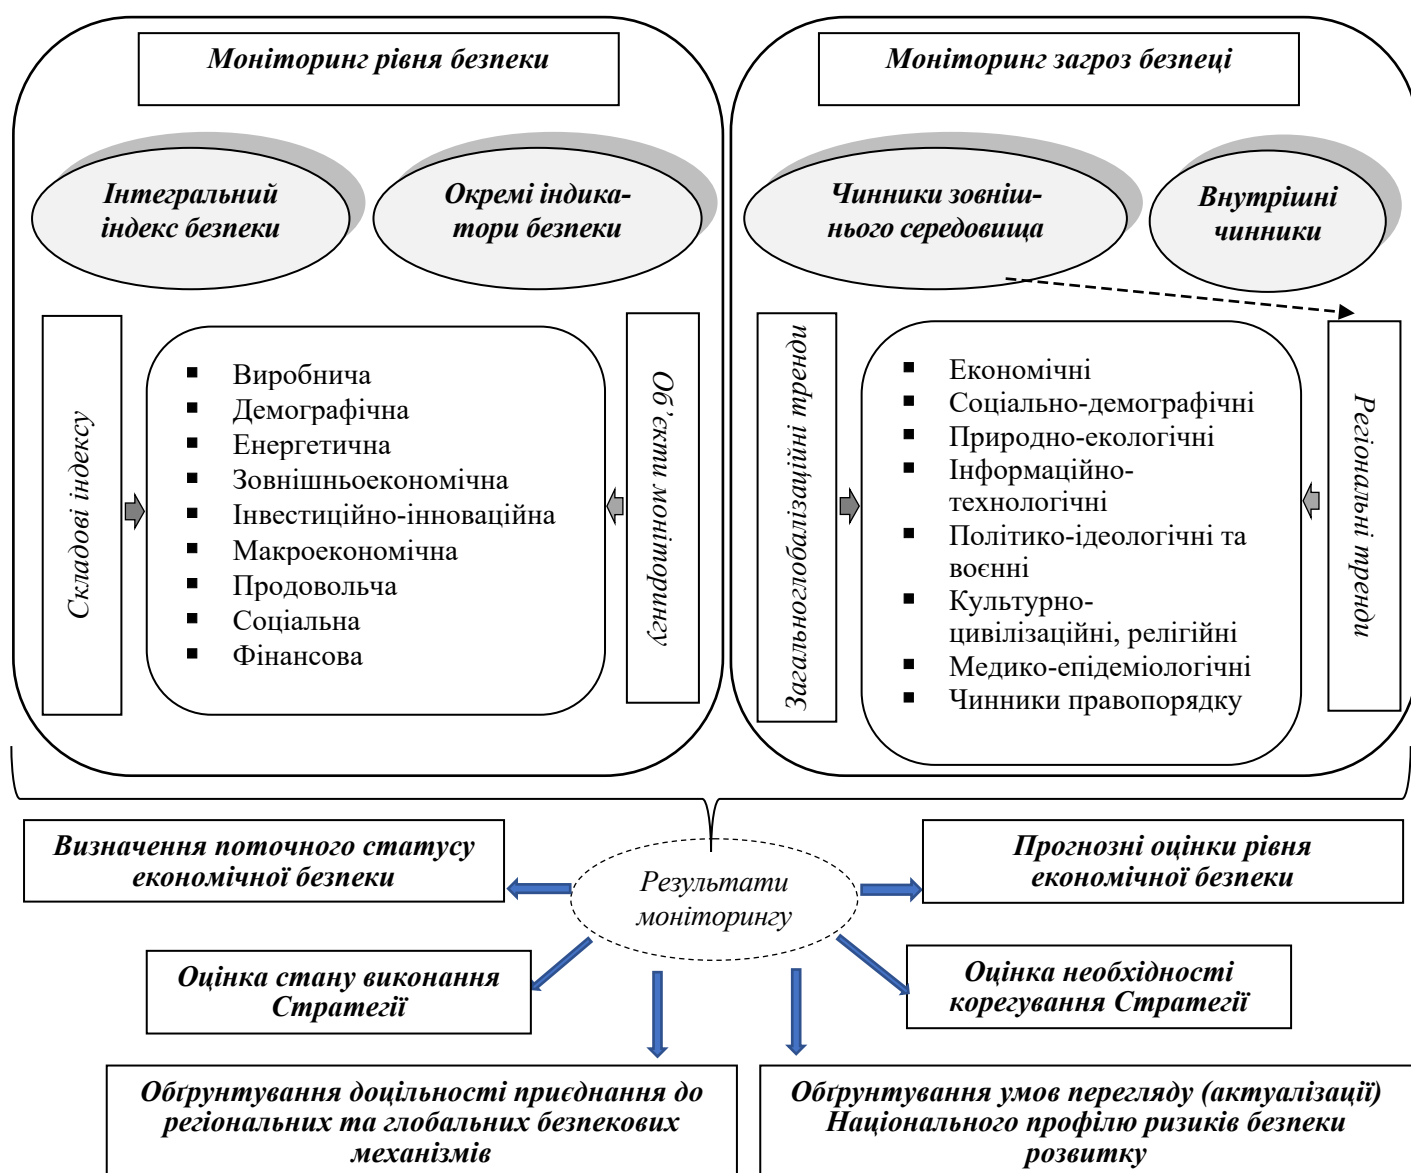 Моніторинг рівня безпеки
Інтегральний
індекс безпеки
Окремі індика-
тори безпеки
Складові індексу
Виробнича
Демографічна
Енергетична
Зовнішньоекономічна
Інвестиційно-інноваційна
Макроекономічна
Продовольча
Соціальна
Фінансова
Об’єкти моніторингу
Моніторинг загроз безпеці
Чинники зовніш-
нього середовища
Внутрішні
чинники
Загальноглобалізаційні тренди
Економічні
Соціально-демографічні
Природно-екологічні
Інформаційно-
технологічні
Політико-ідеологічні та
воєнні
Культурно-
цивілізаційні, релігійні
Медико-епідеміологічні
Чинники правопорядку
Регіональні тренди
Визначення поточного статусу
економічної безпеки
Результати
моніторингу
Прогнозні оцінки рівня
економічної безпеки
Оцінка стану виконання
Стратегії
Оцінка необхідності
корегування Стратегії
Обґрунтування доцільності приєднання до
регіональних та глобальних безпекових
механізмів
Обґрунтування умов перегляду (актуалізації)
Національного профілю ризиків безпеки
розвитку